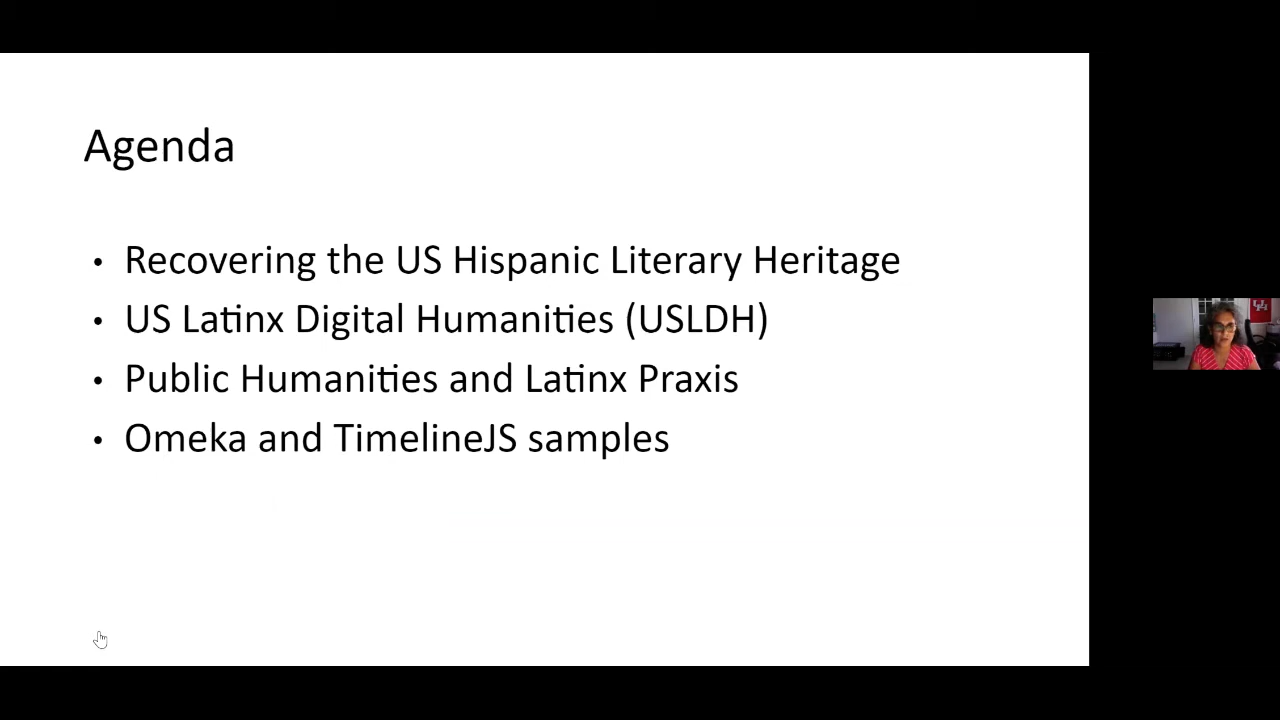 Agenda
• Recovering the US Hispanic Literary Heritage
• US Latinx Digital Humanities (USLDH)
• Public Humanities and Latinx Praxis
• Omeka and TimelineJS samples